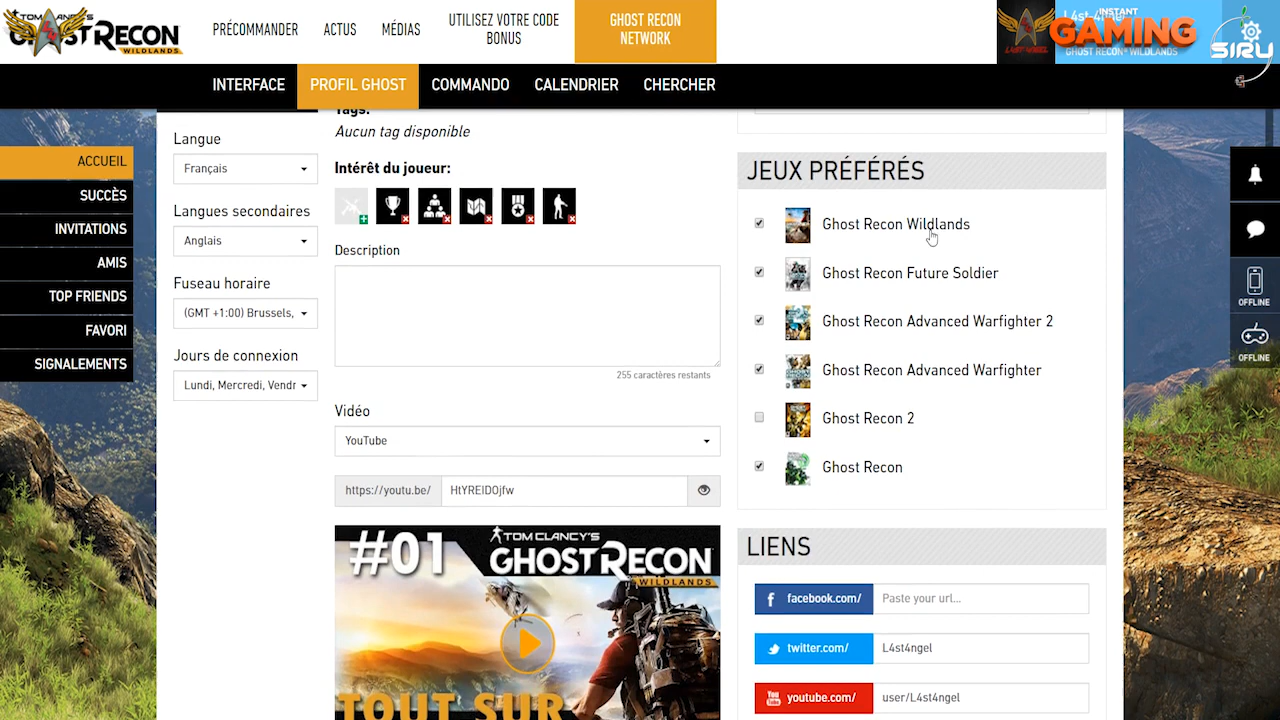 TOM CLANCY'S
GHOST RECON
WILDLANDS
PRÉCOMMANDER
ACTUS
MÉDIAS
UTILISEZ VOTRE CODE
BONUS
GHOST RECON
NETWORK
L4st-4ngel
GHOST RECON® WILDLANDS
INSTANT
GAMING
SIRU
INTERFACE
PROFIL GHOST
COMMANDO
CALENDRIER
CHERCHER
ACCUEIL
SUCCÈS
INVITATIONS
AMIS
TOP FRIENDS
FAVORI
SIGNALEMENTS
Langue
Français
Langues secondaires
Anglais
Fuseau horaire
(GMT +1:00) Brussels,
Jours de connexion
Lundi, Mercredi, Vendr
Tags:
Aucun tag disponible
Intérêt du joueur:
Description
255 caractères restants
Vidéo
YouTube
https://youtu.be/
HtYREIDOjfw
#01
TOM CLANCY'S
GHOST RECON
WILDLANDS
TOUT SUR
JEUX PRÉFÉRÉS
Ghost Recon Wildlands
Ghost Recon Future Soldier
Ghost Recon Advanced Warfighter 2
Ghost Recon Advanced Warfighter
Ghost Recon 2
Ghost Recon
LIENS
facebook.com/
Paste your url...
twitter.com/
L4st4ngel
youtube.com/
user/L4st4ngel
OFFLINE
OFFLINE